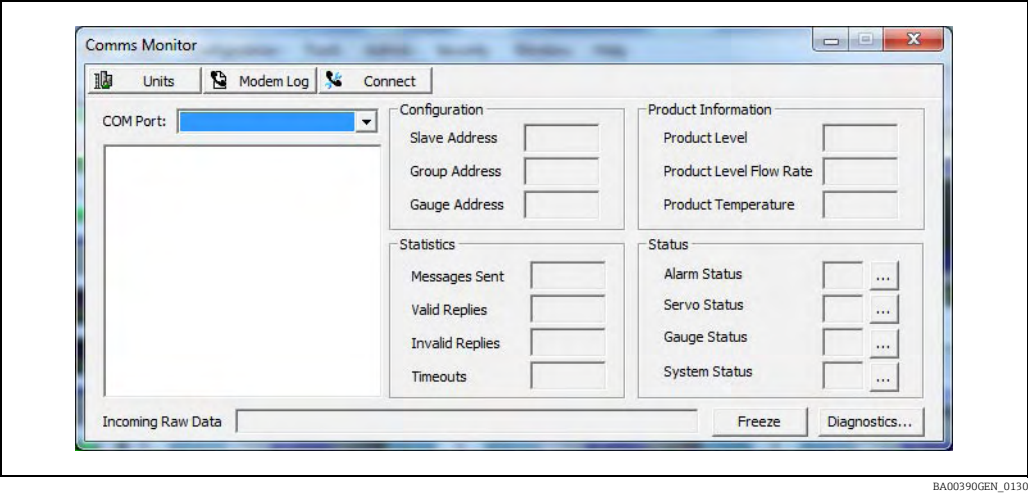 Comms Monitor
Units Modem Log Connect
COM Port:
Configuration
Slave Address
Group Address
Gauge Address
Product Information
Product Level
Product Level Flow Rate
Product Temperature
Statistics
Messages Sent
Valid Replies
Invalid Replies
Timeouts
Status
Alarm Status ...
Servo Status ...
Gauge Status ...
System Status ...
Incoming Raw Data Freeze Diagnostics...
BA00390GEN_0130